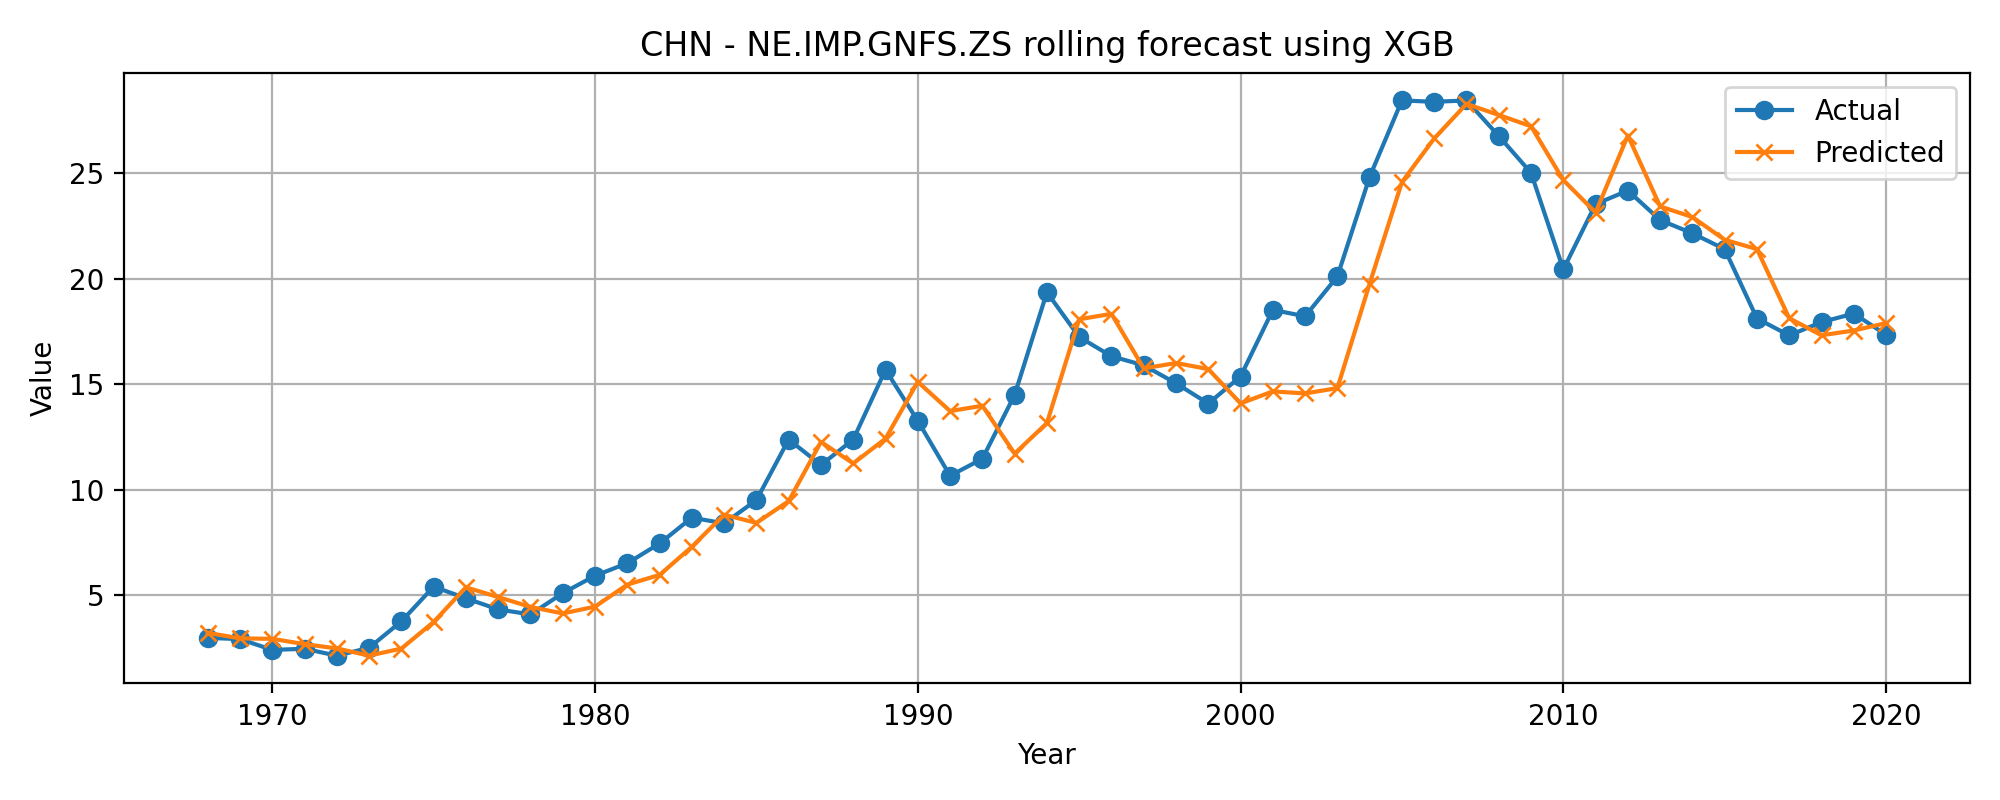 CHN - NE.IMP.GNFS.ZS rolling forecast using XGB
Actual
Predicted
Value
25
20
15
10
5
1970 1980 1990 2000 2010 2020
Year